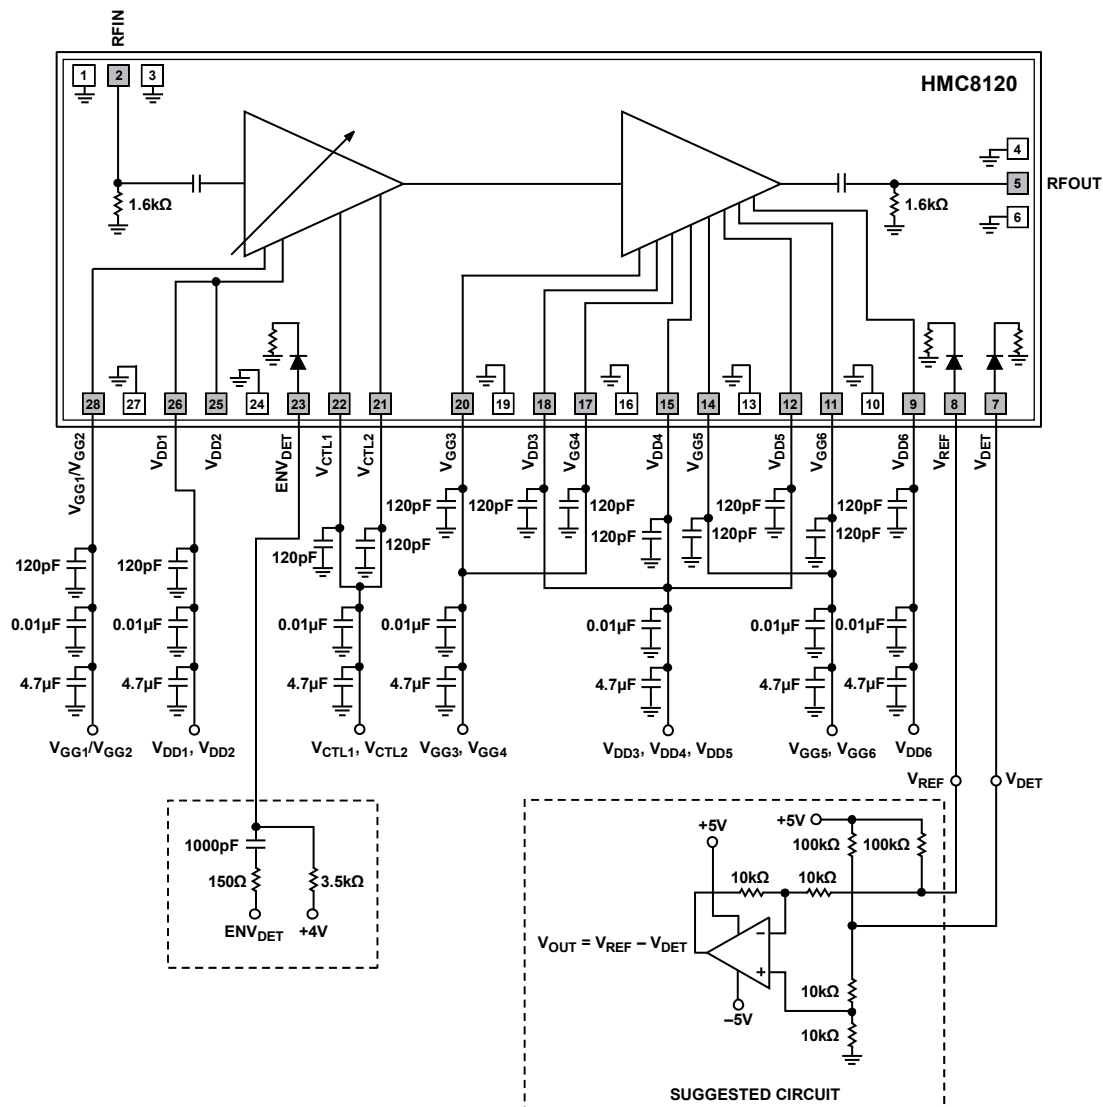 RFIN
1 2 3
HMC8120
4
5 RFOUT
6
1.6kΩ
1.6kΩ
28 27 26 25 24 23 22 21 20 19 18 17 16 15 14 13 12 11 10 9 8 7
VGG1/VGG2
VDD1
VDD2
ENVDET
VCTL1
VCTL2
VGG3
VDD3
VGG4
VDD4
VGG5
VDD5
VGG6
VDD6
VREF
VDET
120pF 120pF 120pF 120pF 120pF
120pF 120pF 120pF 120pF 120pF 120pF
120pF 120pF
0.01µF 0.01µF 0.01µF 0.01µF 0.01µF 0.01µF 0.01µF
4.7µF 4.7µF 4.7µF 4.7µF 4.7µF 4.7µF 4.7µF
VGG1/VGG2 VDD1, VDD2 VCTL1, VCTL2 VGG3, VGG4 VDD3, VDD4, VDD5 VGG5, VGG6 VDD6
VREF VDET
1000pF
150Ω 3.5kΩ
ENVDET +4V
+5V +5V
100kΩ 100kΩ
10kΩ 10kΩ
–
VOUT = VREF – VDET
+
10kΩ
–5V
10kΩ
SUGGESTED CIRCUIT